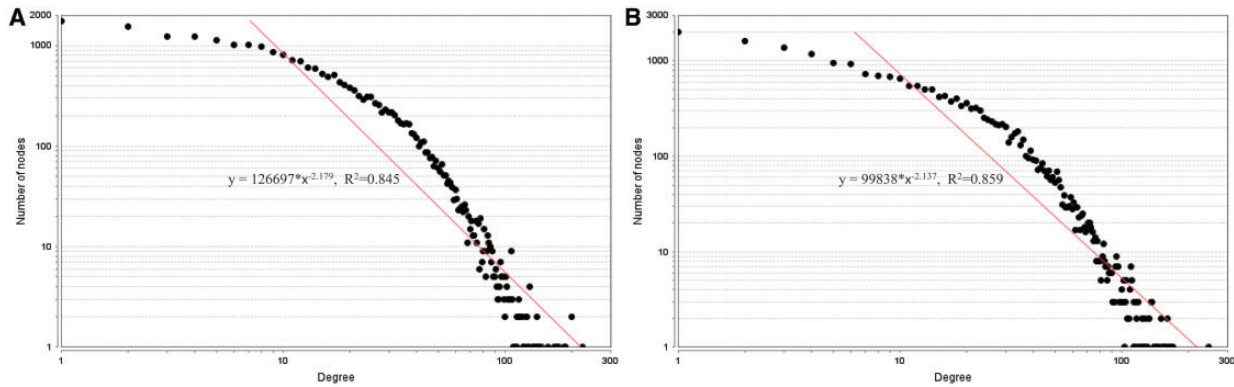 A
2000
1000
100
10
1
Number of nodes
y = 126697*x^-2.179, R²=0.845
1
10
100
300
Degree
B
3000
1000
100
10
1
Number of nodes
y = 99838*x^-2.137, R²=0.859
1
10
100
300
Degree